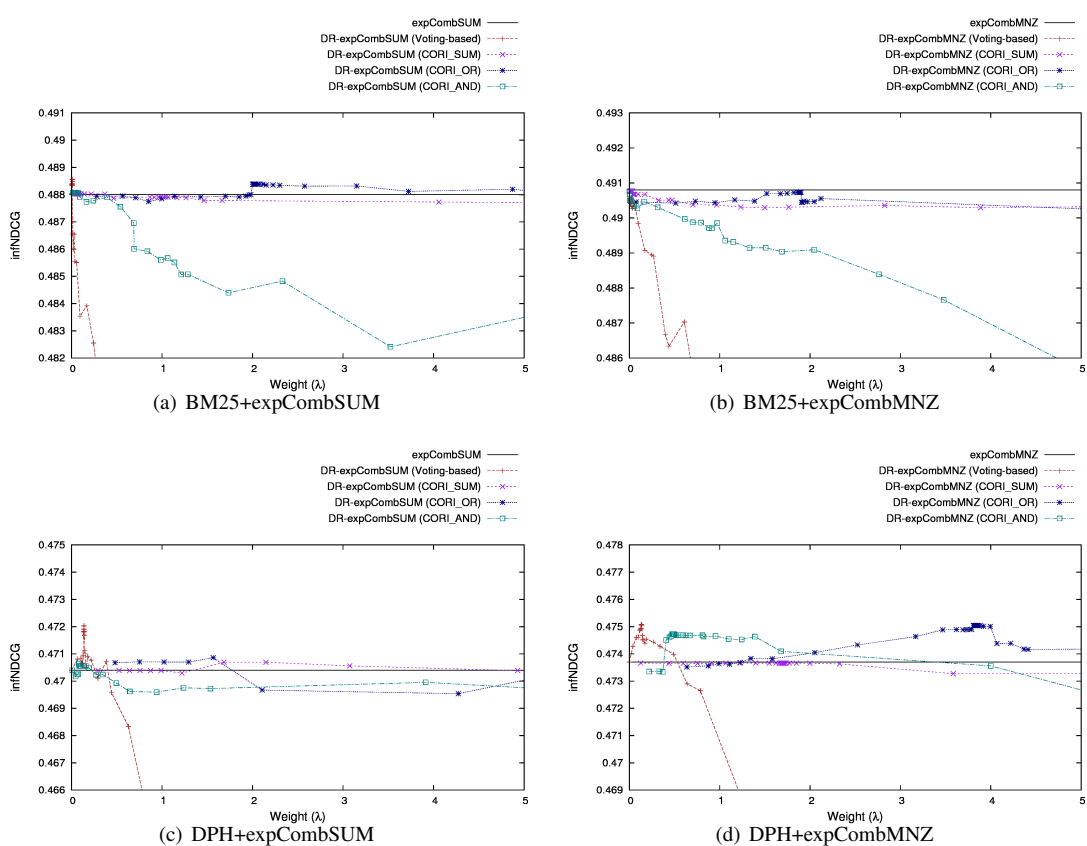 expCombSUM
DR-expCombSUM (Voting-based)
DR-expCombSUM (CORI_SUM)
DR-expCombSUM (CORI_OR)
DR-expCombSUM (CORI_AND)
0.491
0.49
0.489
0.488
0.487
0.486
0.485
0.484
0.483
0.482
infNDCG
0 1 2 3 4 5
Weight (λ)
(a) BM25+expCombSUM
expCombMNZ
DR-expCombMNZ (Voting-based)
DR-expCombMNZ (CORI_SUM)
DR-expCombMNZ (CORI_OR)
DR-expCombMNZ (CORI_AND)
0.493
0.492
0.491
0.49
0.489
0.488
0.487
0.486
infNDCG
0 1 2 3 4 5
Weight (λ)
(b) BM25+expCombMNZ
expCombSUM
DR-expCombSUM (Voting-based)
DR-expCombSUM (CORI_SUM)
DR-expCombSUM (CORI_OR)
DR-expCombSUM (CORI_AND)
0.475
0.474
0.473
0.472
0.471
0.47
0.469
0.468
0.467
0.466
infNDCG
0 1 2 3 4 5
Weight (λ)
(c) DPH+expCombSUM
expCombMNZ
DR-expCombMNZ (Voting-based)
DR-expCombMNZ (CORI_SUM)
DR-expCombMNZ (CORI_OR)
DR-expCombMNZ (CORI_AND)
0.478
0.477
0.476
0.475
0.474
0.473
0.472
0.471
0.47
0.469
infNDCG
0 1 2 3 4 5
Weight (λ)
(d) DPH+expCombMNZ